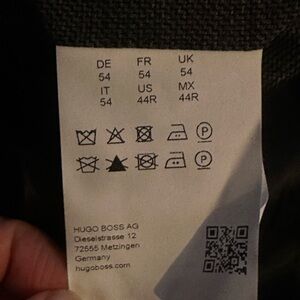 DE FR UK
54 54 54
IT US MX
54 44R 44R
P
P
HUGO BOSS AG
Dieselstrasse 12
72555 Metzingen
Germany
hugoboss.com